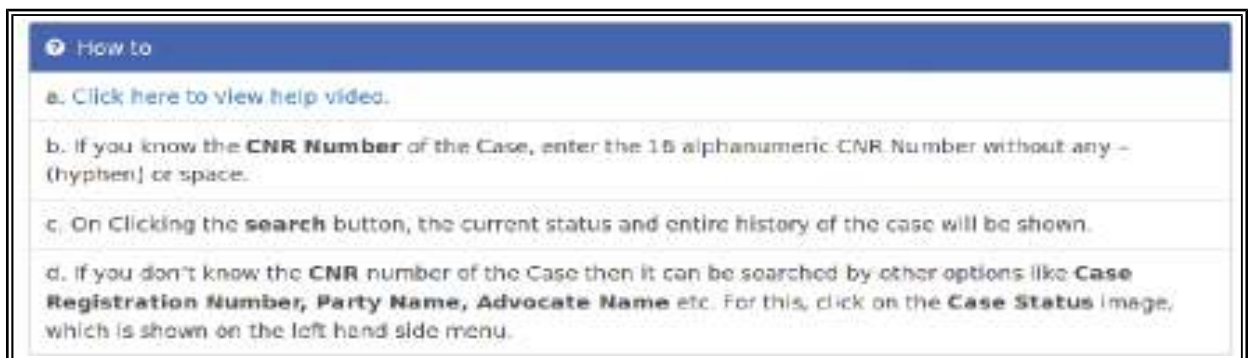 How to
a. Click here to view help video.
b. If you know the CNR Number of the Case, enter the 16 alphanumeric CNR Number without any –
(hyphen) or space.
c. On Clicking the search button, the current status and entire history of the case will be shown.
d. If you don't know the CNR number of the Case then it can be searched by other options like Case
Registration Number, Party Name, Advocate Name etc. For this, click on the Case Status image,
which is shown on the left hand side menu.